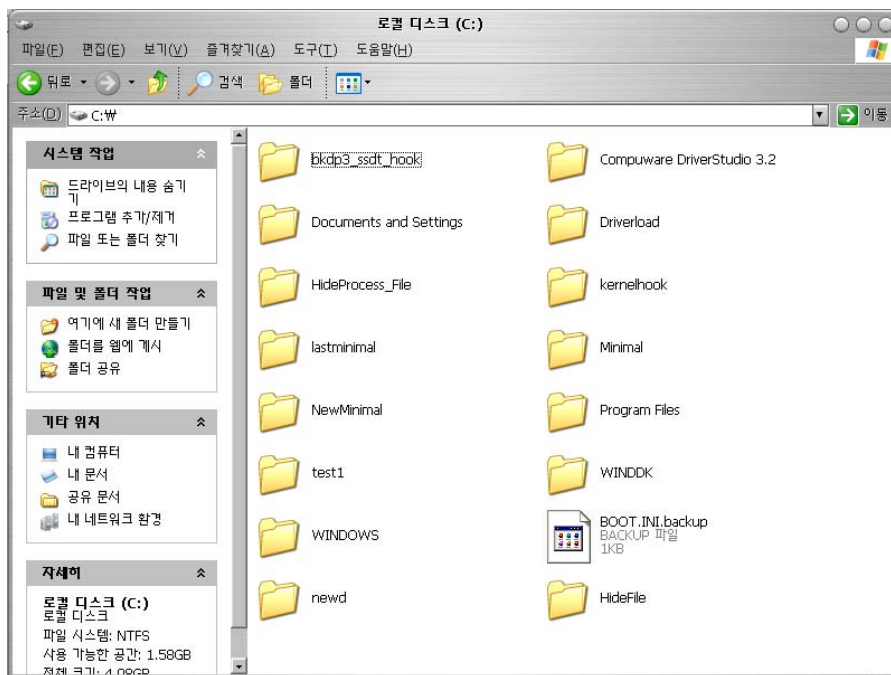 로컬 디스크 (C:)
파일(F) 편집(E) 보기(V) 즐겨찾기(A) 도구(T) 도움말(H)
뒤로 검색 폴더
주소(D) C:₩ 이동
시스템 작업
드라이브의 내용 숨기
기
프로그램 추가/제거
파일 또는 폴더 찾기
파일 및 폴더 작업
여기에 새 폴더 만들기
폴더를 웹에 게시
폴더 공유
기타 위치
내 컴퓨터
내 문서
공유 문서
내 네트워크 환경
자세히
로컬 디스크 (C:)
로컬 디스크
파일 시스템: NTFS
사용 가능한 공간: 1.58GB
전체 크기: 4.09GB
bkdp3_ssdt_hook
Compuware DriverStudio 3.2
Documents and Settings
Driverload
HideProcess_File
kernelhook
lastminimal
Minimal
NewMinimal
Program Files
test1
WINDDK
WINDOWS
BOOT.INI.backup
BACKUP 파일
1KB
newd
HideFile